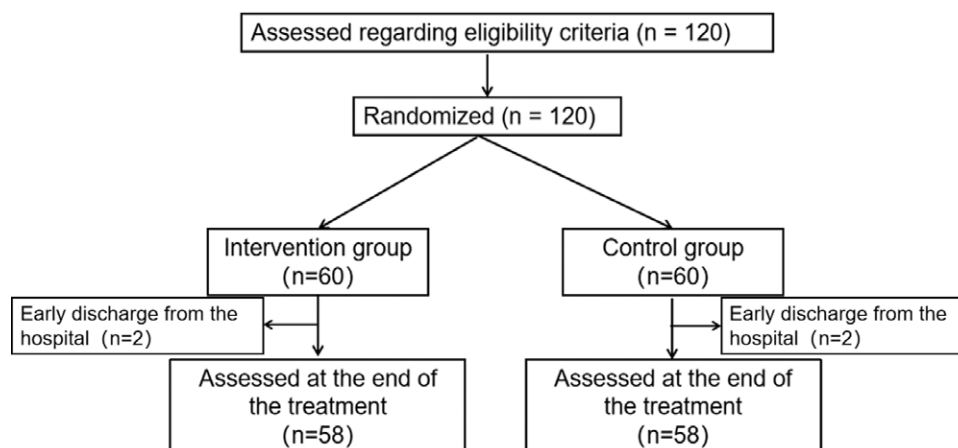 Assessed regarding eligibility criteria (n = 120)
Randomized (n = 120)
Intervention group
(n=60)
Control group
(n=60)
Early discharge from the
hospital (n=2)
Early discharge from the
hospital (n=2)
Assessed at the end of
the treatment
(n=58)
Assessed at the end of
the treatment
(n=58)